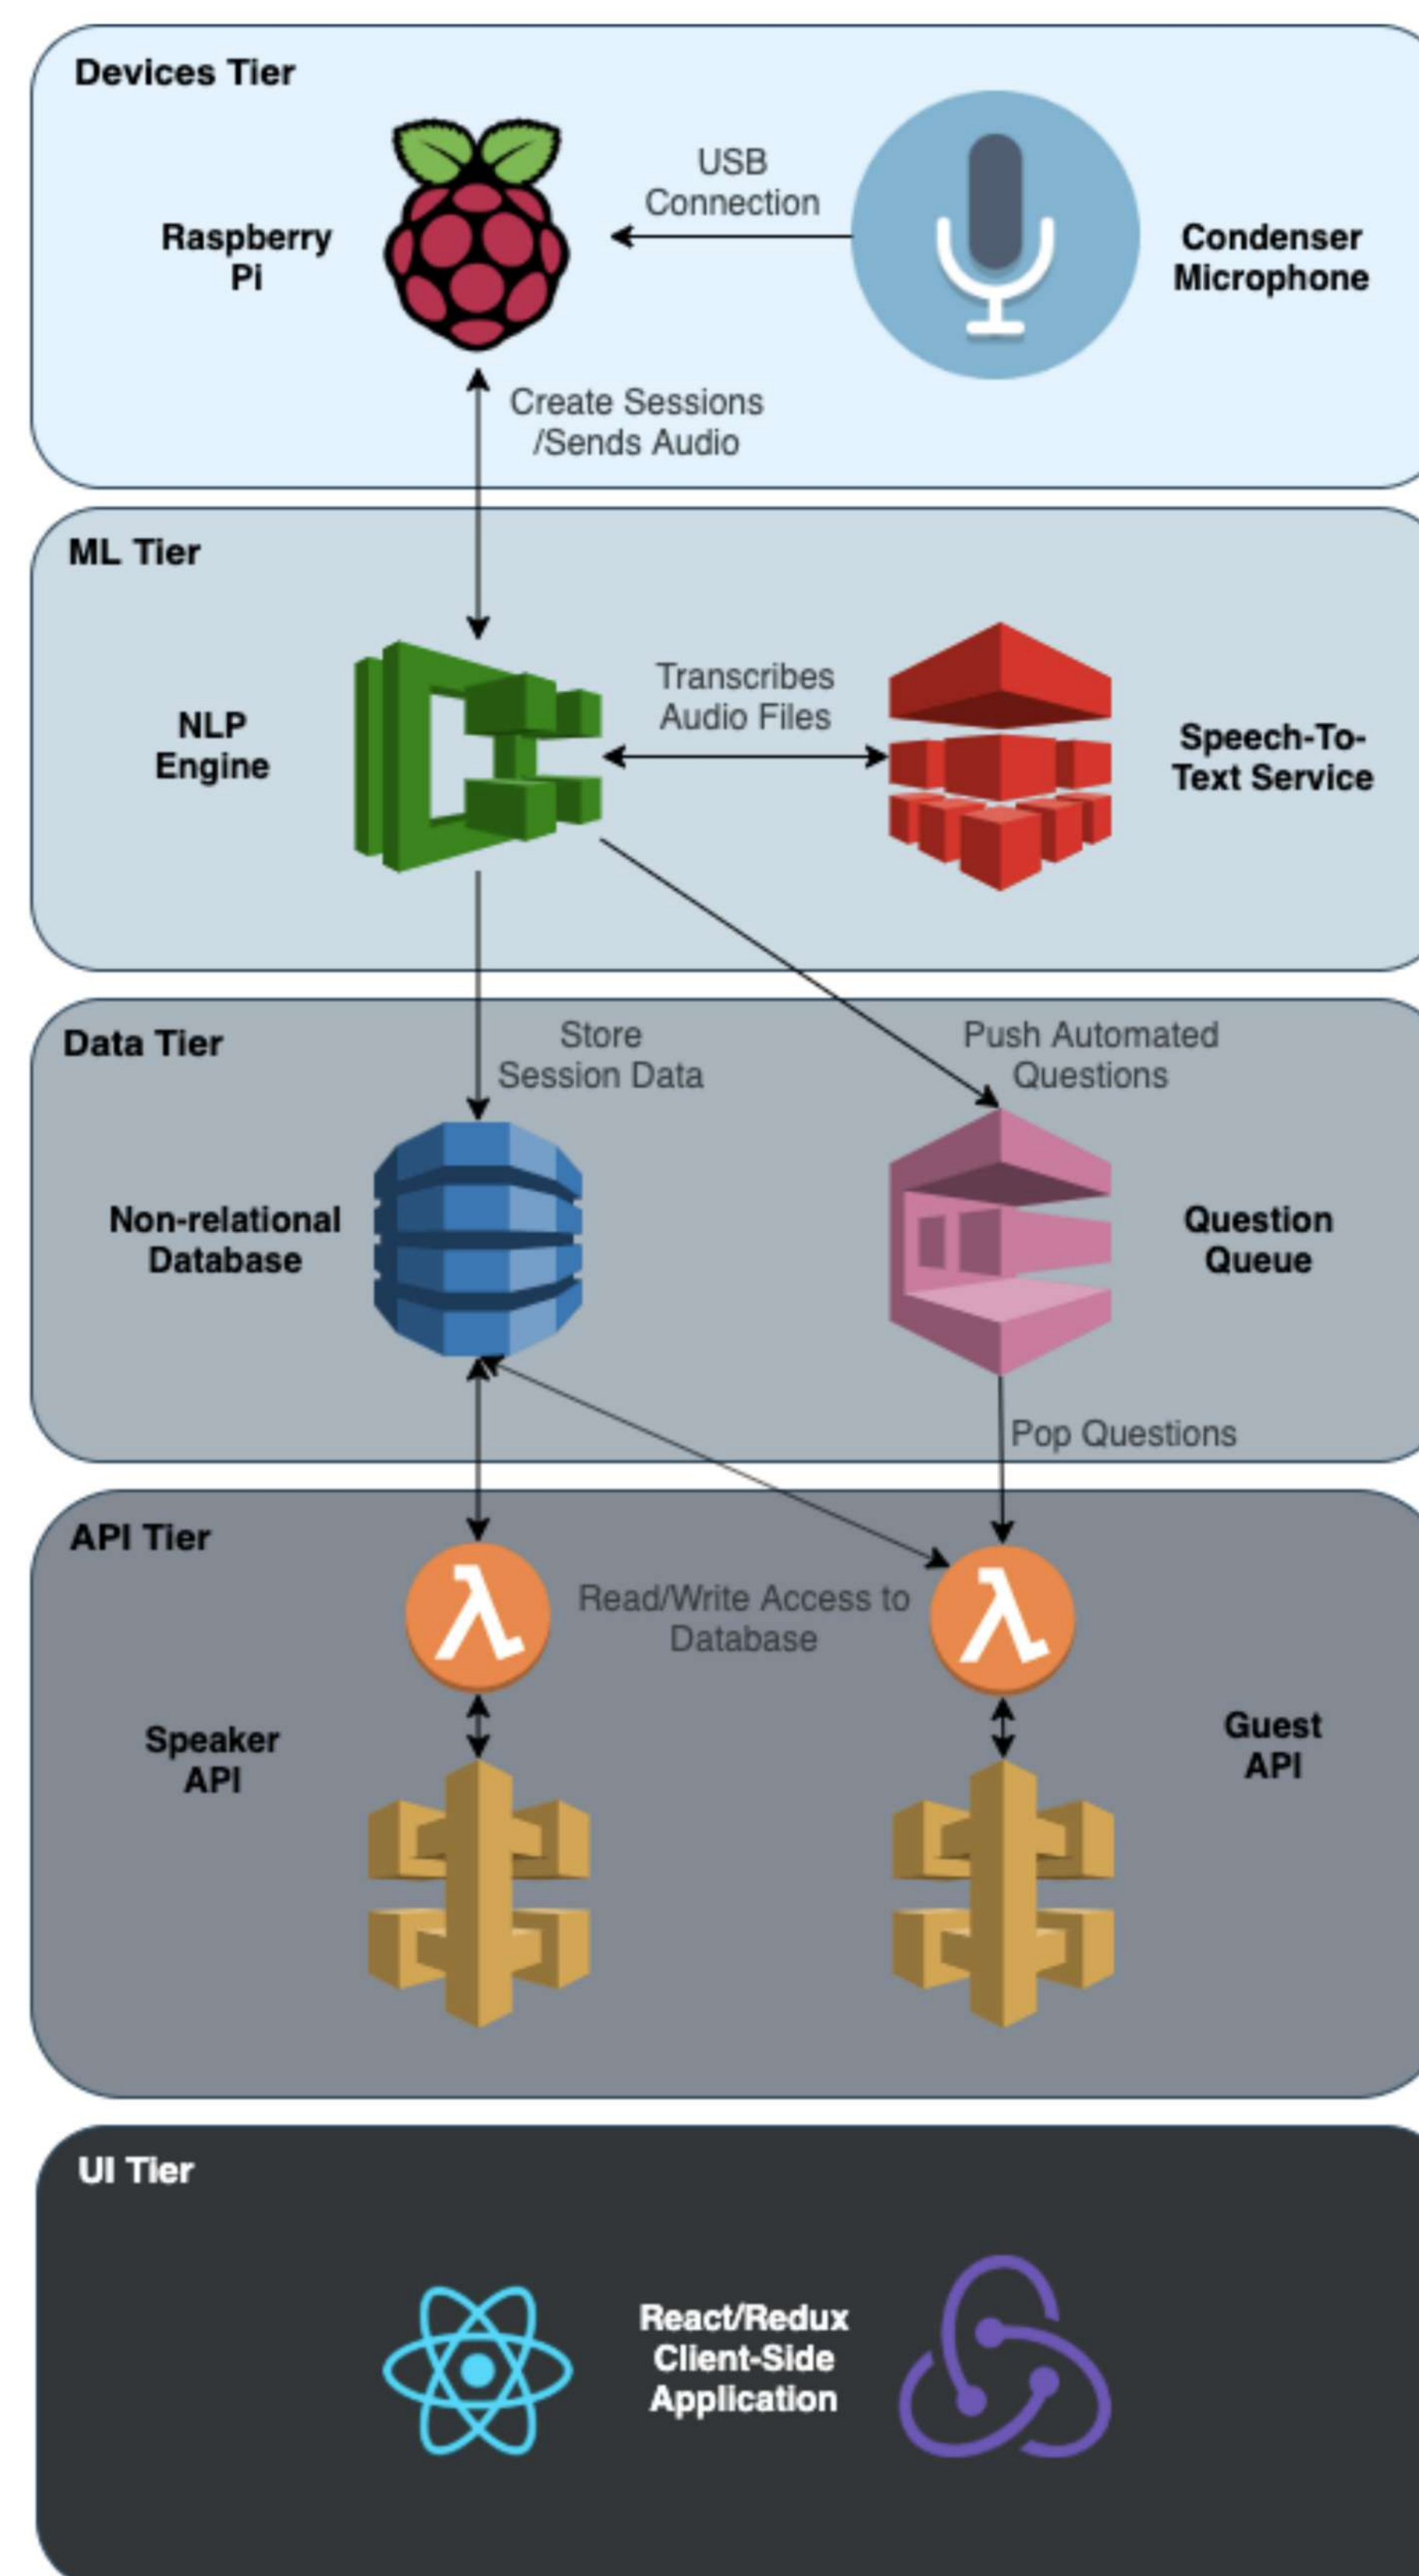 Devices Tier
USB
Connection
Raspberry
Pi
Condenser
Microphone
Create Sessions
/Sends Audio
ML Tier
Transcribes
Audio Files
NLP
Engine
Speech-To-
Text Service
Data Tier
Store
Session Data
Push Automated
Questions
Non-relational
Database
Question
Queue
Pop Questions
API Tier
λ
λ
Read/Write Access to
Database
Speaker
API
Guest
API
UI Tier
React/Redux
Client-Side
Application